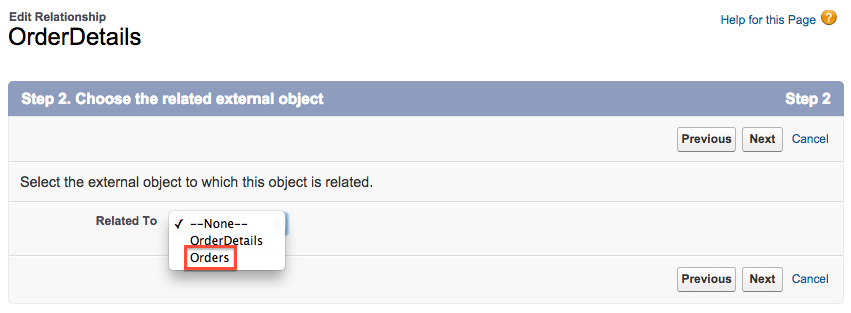 Edit Relationship
OrderDetails
Help for this Page ?
Step 2. Choose the related external object Step 2
Previous Next Cancel
Select the external object to which this object is related.
Related To ✓ --None--
OrderDetails
Orders
Previous Next Cancel